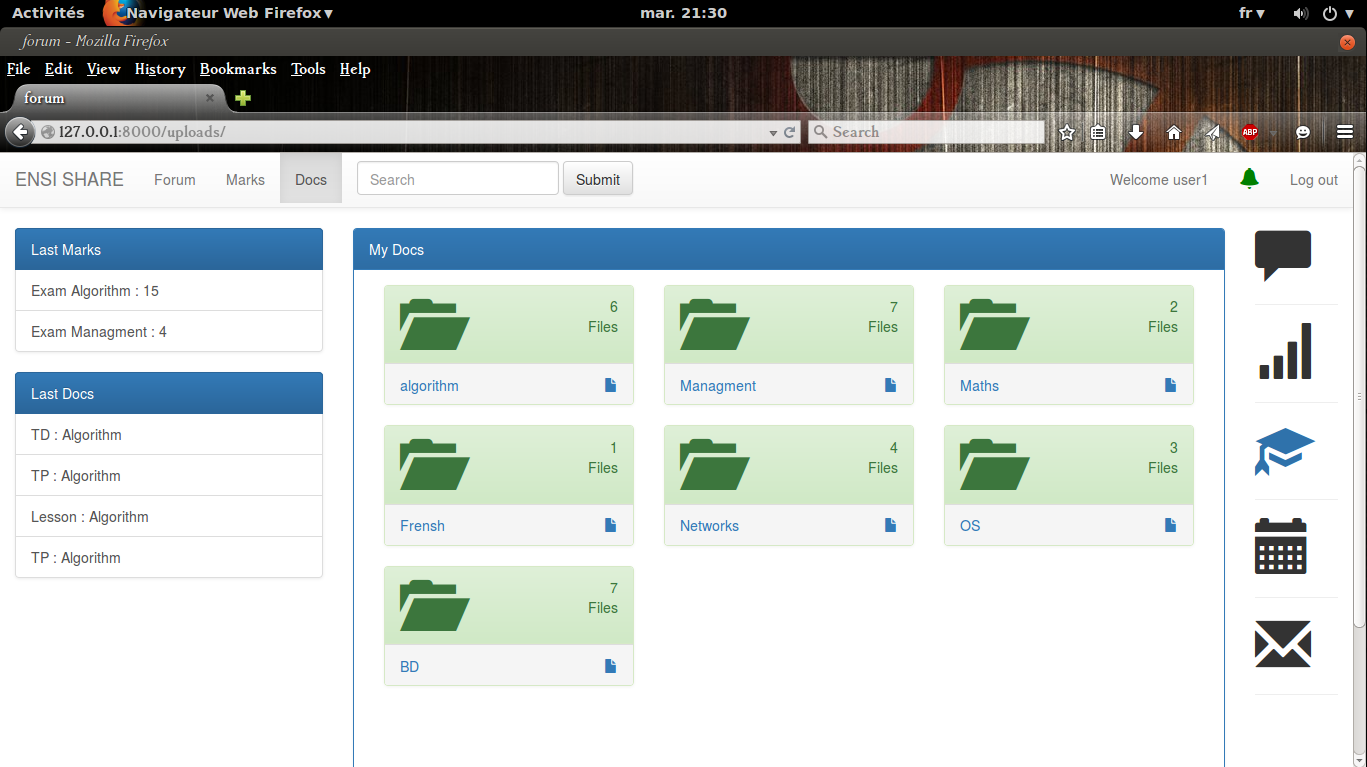 Activités Navigateur Web Firefox mar. 21:30 fr
forum - Mozilla Firefox
File Edit View History Bookmarks Tools Help
forum
127.0.0.1:8000/uploads/ Search ABP
ENSI SHARE Forum Marks Docs Search Submit Welcome user1 Log out
Last Marks
Exam Algorithm : 15
Exam Managment : 4
Last Docs
TD : Algorithm
TP : Algorithm
Lesson : Algorithm
TP : Algorithm
My Docs
6
Files
algorithm
7
Files
Managment
2
Files
Maths
1
Files
Frensh
4
Files
Networks
3
Files
OS
7
Files
BD